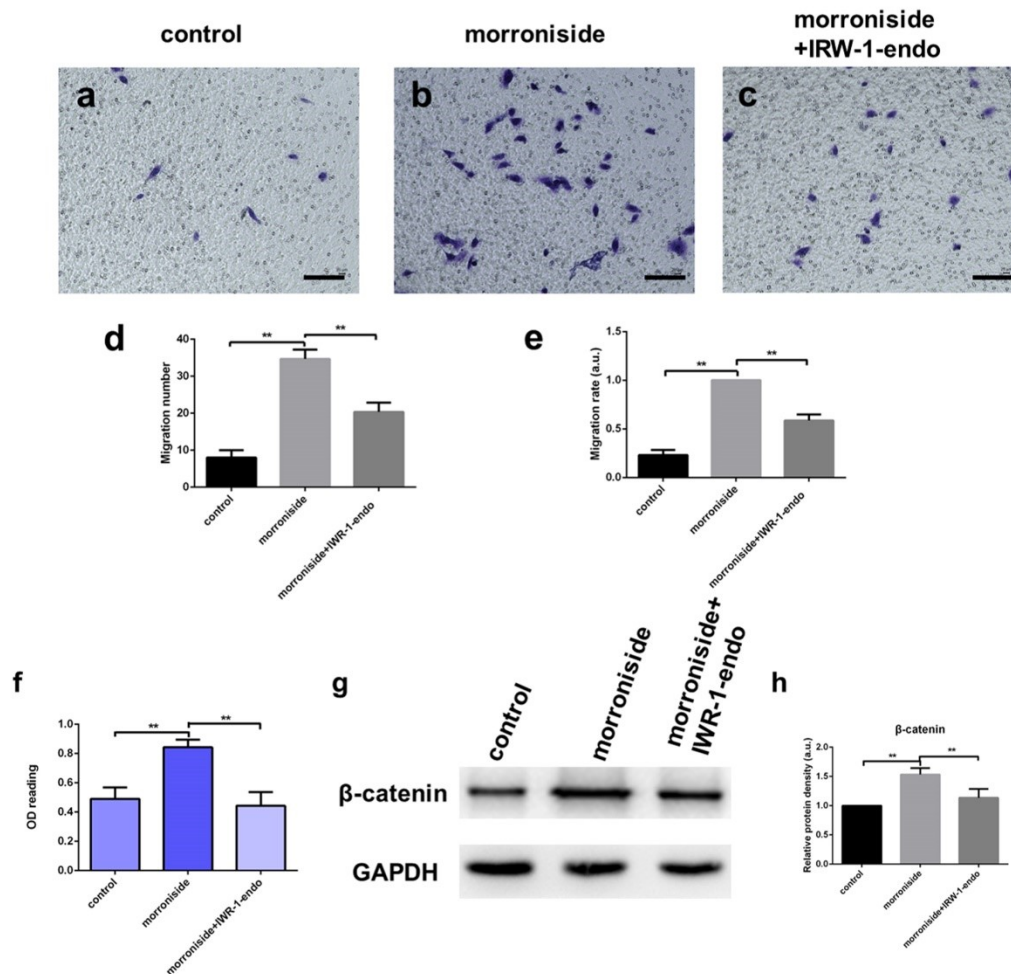 control
morroniside
morroniside
+IRW-1-endo
a
b
c
d
Migration number
40
30
20
10
0
**
**
control
morroniside
morroniside+IWR-1-endo
e
Migration rate (a.u.)
1.5
1.0
0.5
0.0
**
**
control
morroniside
morroniside+IWR-1-endo
f
OD reading
1.0
0.8
0.6
0.4
0.2
0.0
**
**
control
morroniside
morroniside+IWR-1-endo
g
control
morroniside
morroniside+
IWR-1-endo
β-catenin
GAPDH
h
β-catenin
Relative protein density (a.u.)
2.0
1.5
1.0
0.5
0.0
**
**
control
morroniside
morroniside+IRW-1-endo